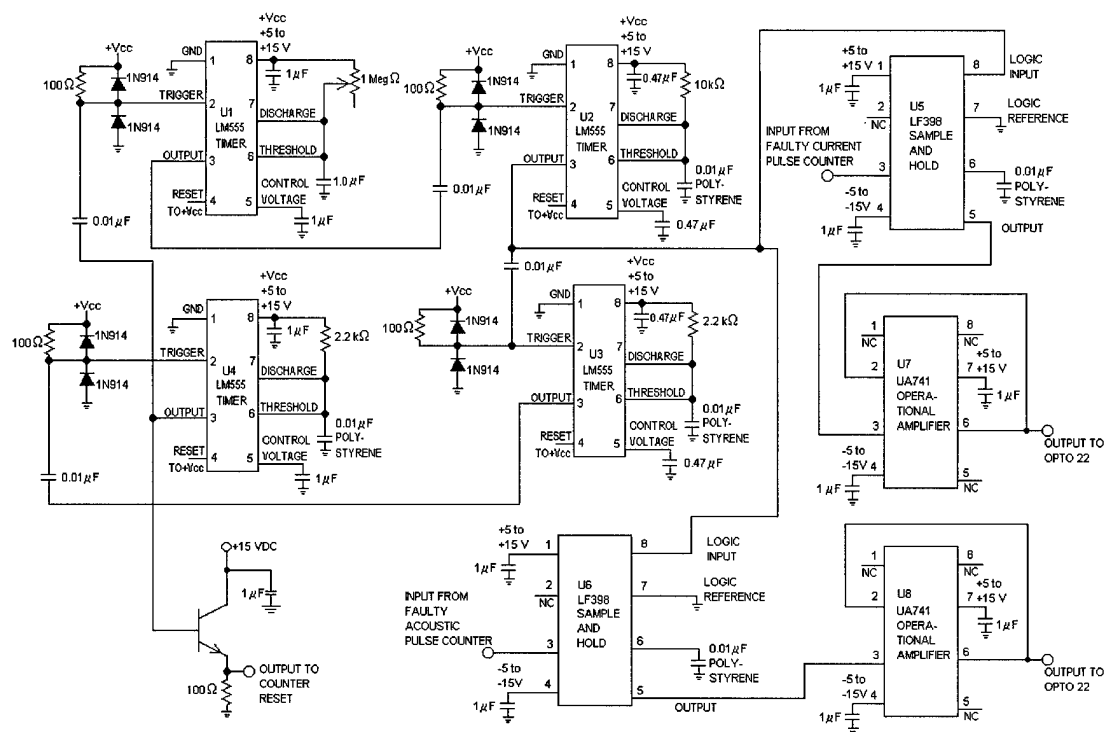 +Vcc
100Ω
1N914
1N914
TRIGGER
OUTPUT
RESET
TO+Vcc
GND
1
2
3
4
U1
LM555
TIMER
8
7
6
5
+Vcc
+5 to
+15 V
1µF
1 Meg Ω
DISCHARGE
THRESHOLD
CONTROL
VOLTAGE
1.0µF
1µF
0.01µF
+Vcc
100Ω
1N914
1N914
TRIGGER
OUTPUT
0.01µF
RESET
TO+Vcc
GND
1
2
3
4
U2
LM555
TIMER
8
7
6
5
+Vcc
+5 to
+15 V
0.47µF
10kΩ
DISCHARGE
THRESHOLD
CONTROL
VOLTAGE
0.01µF
POLY-
STYRENE
0.47µF
0.01µF
+5 to
+15 V
1µF
NC
INPUT FROM
FAULTY CURRENT
PULSE COUNTER
-5 to
-15V
1µF
1
2
3
4
U5
LF398
SAMPLE
AND
HOLD
8
7
6
5
LOGIC
INPUT
LOGIC
REFERENCE
0.01µF
POLY-
STYRENE
OUTPUT
+Vcc
100Ω
1N914
1N914
TRIGGER
OUTPUT
RESET
TO+Vcc
0.01µF
GND
1
2
3
4
U4
LM555
TIMER
8
7
6
5
+Vcc
+5 to
+15 V
1µF
2.2 kΩ
DISCHARGE
THRESHOLD
CONTROL
VOLTAGE
0.01µF
POLY-
STYRENE
1µF
+Vcc
100Ω
1N914
1N914
TRIGGER
OUTPUT
RESET
TO+Vcc
GND
1
2
3
4
U3
LM555
TIMER
8
7
6
5
+Vcc
+5 to
+15 V
0.47µF
2.2 kΩ
DISCHARGE
THRESHOLD
CONTROL
VOLTAGE
0.01µF
POLY-
STYRENE
0.47µF
1
NC
2
3
-5 to
-15V
4
1µF
U7
UA741
OPERA-
TIONAL
AMPLIFIER
8
NC
+5 to
+15 V
7
1µF
6
5
NC
OUTPUT TO
OPTO 22
+15 VDC
1µF
100Ω
OUTPUT TO
COUNTER
RESET
+5 to
+15 V
1µF
NC
INPUT FROM
FAULTY
ACOUSTIC
PULSE COUNTER
-5 to
-15V
1µF
1
2
3
4
U6
LF398
SAMPLE
AND
HOLD
8
7
6
5
LOGIC
INPUT
LOGIC
REFERENCE
0.01µF
POLY-
STYRENE
OUTPUT
1
NC
2
3
-5 to
-15V
4
1µF
U8
UA741
OPERA-
TIONAL
AMPLIFIER
8
NC
+5 to
+15 V
7
1µF
6
5
NC
OUTPUT TO
OPTO 22